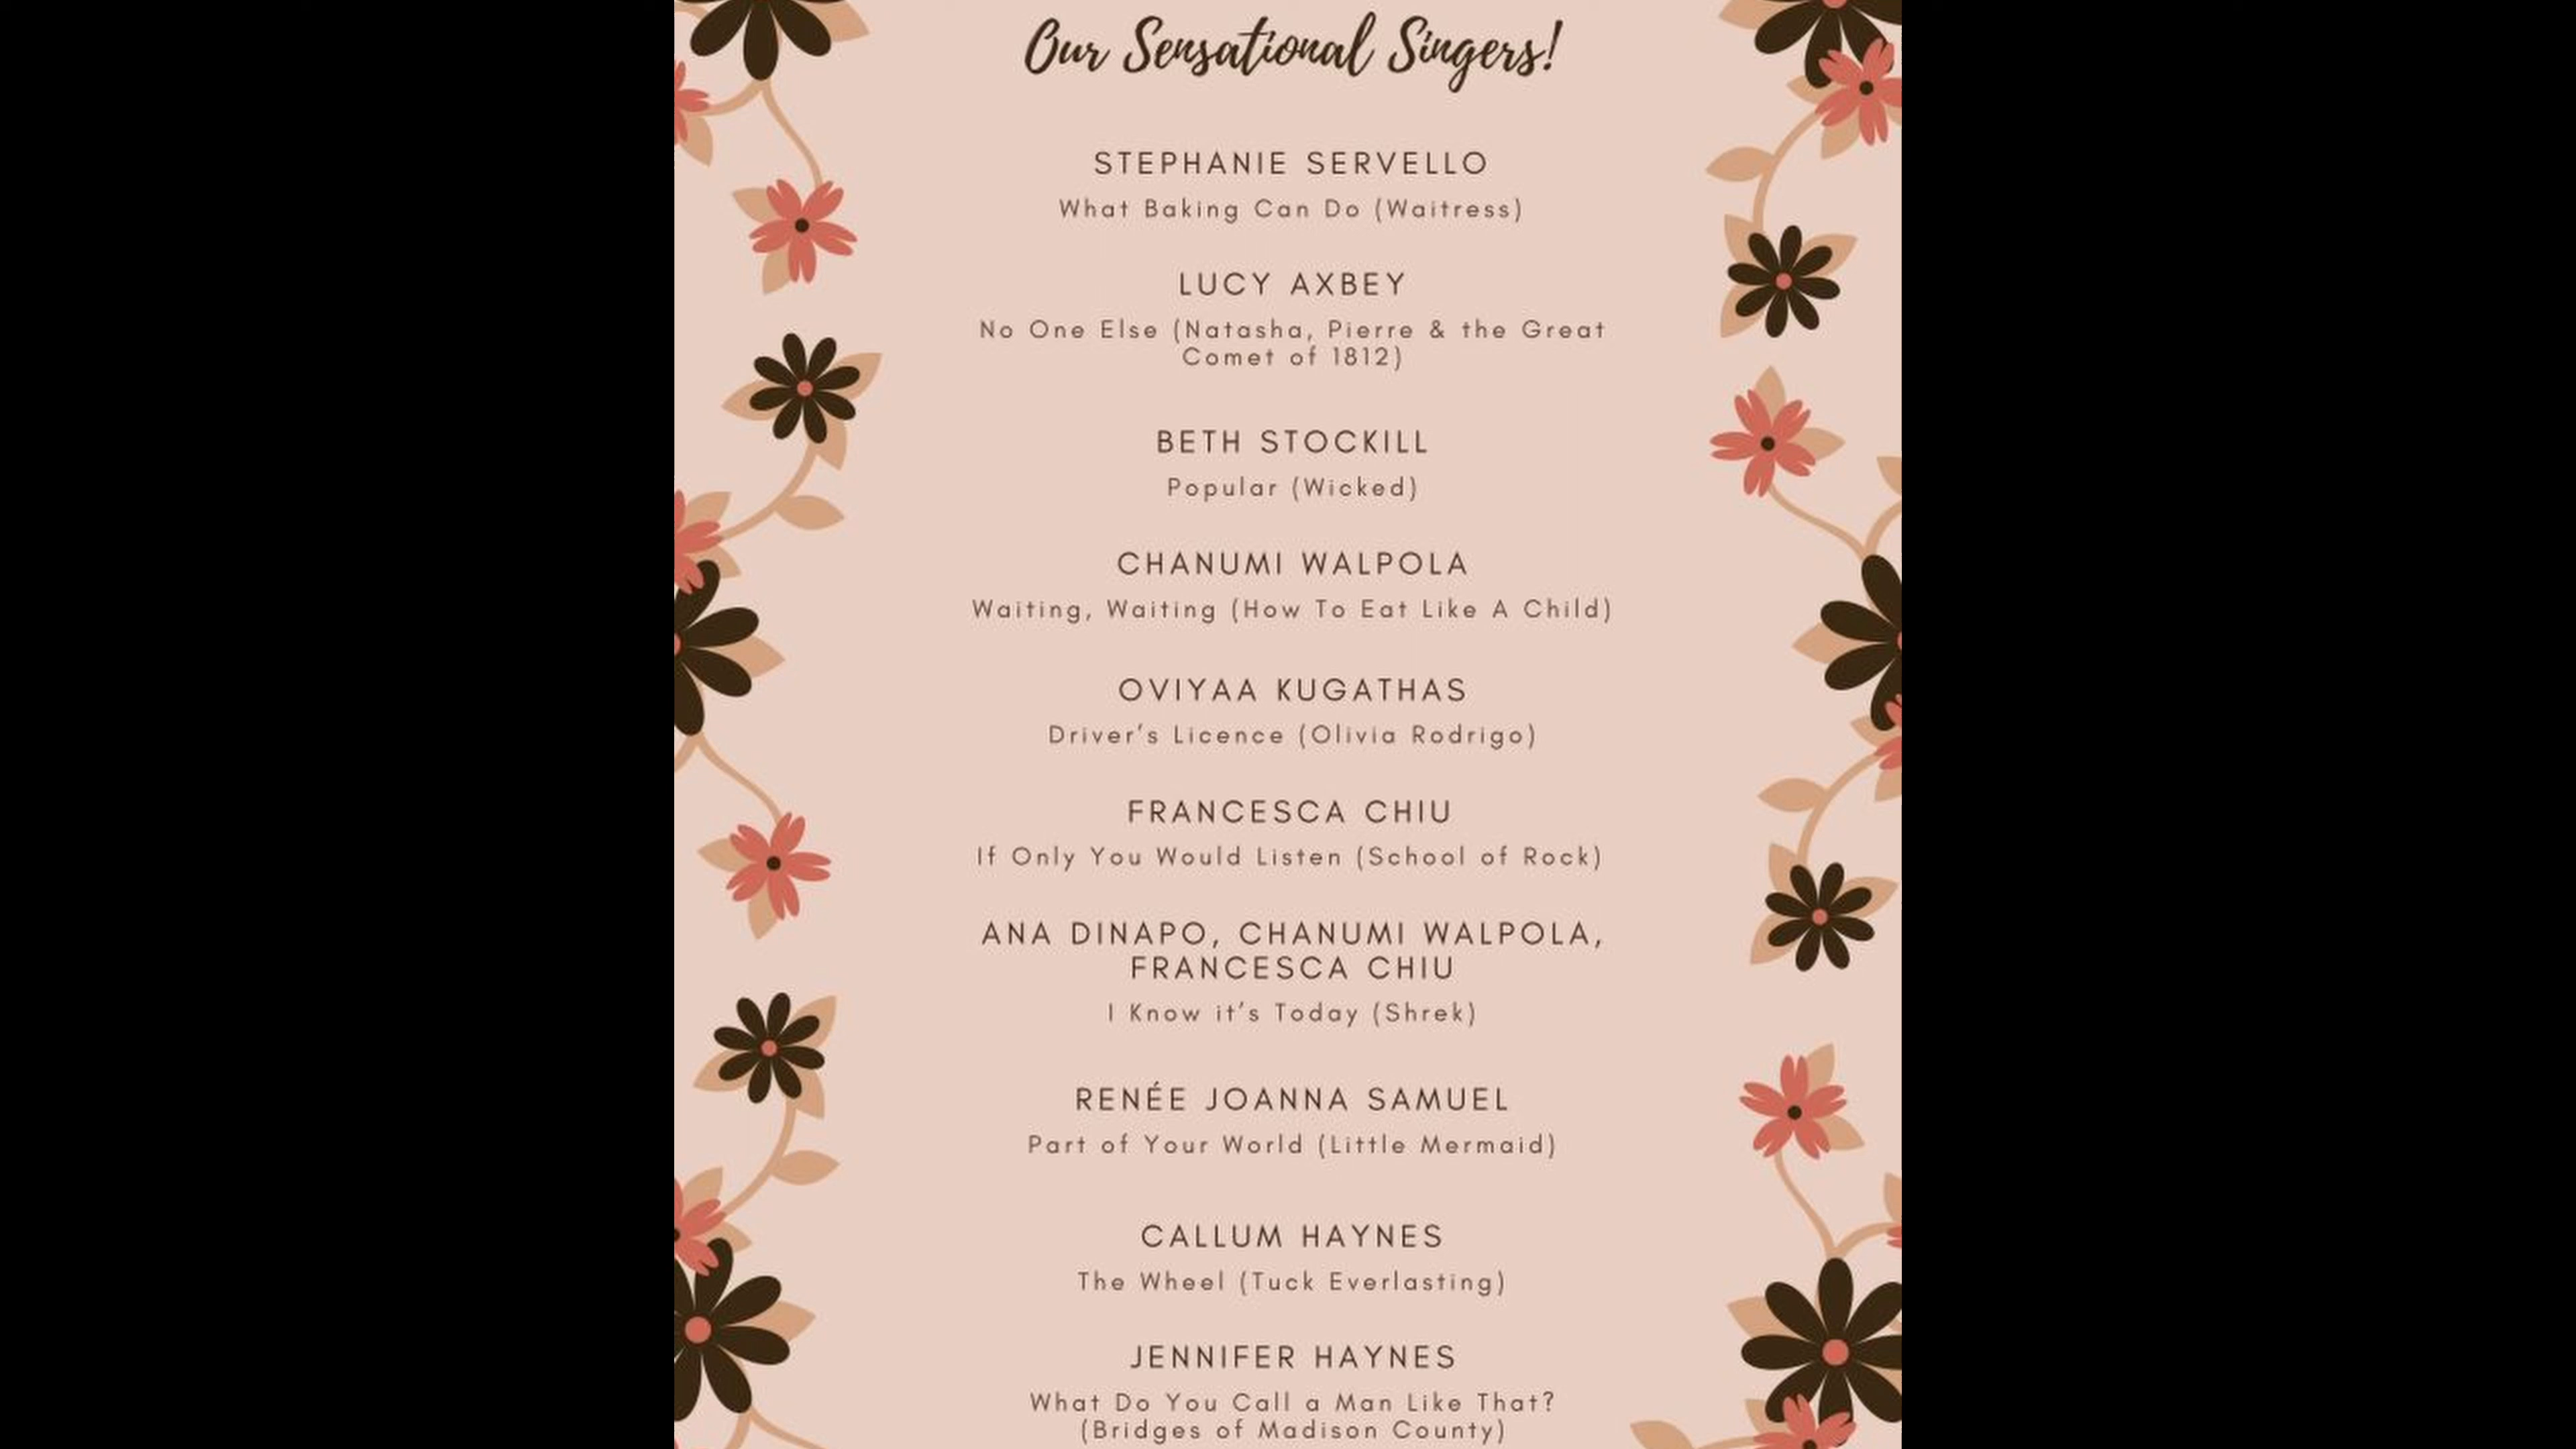 Our Sensational Singers!
STEPHANIE SERVELLO
What Baking Can Do (Waitress)
LUCY AXBEY
No One Else (Natasha, Pierre & the Great
Comet of 1812)
BETH STOCKILL
Popular (Wicked)
CHANUMI WALPOLA
Waiting, Waiting (How To Eat Like A Child)
OVIYAA KUGATHAS
Driver's Licence (Olivia Rodrigo)
FRANCESCA CHIU
If Only You Would Listen (School of Rock)
ANA DINAPO, CHANUMI WALPOLA,
FRANCESCA CHIU
I Know it's Today (Shrek)
RENÉE JOANNA SAMUEL
Part of Your World (Little Mermaid)
CALLUM HAYNES
The Wheel (Tuck Everlasting)
JENNIFER HAYNES
What Do You Call a Man Like That?
(Bridges of Madison County)